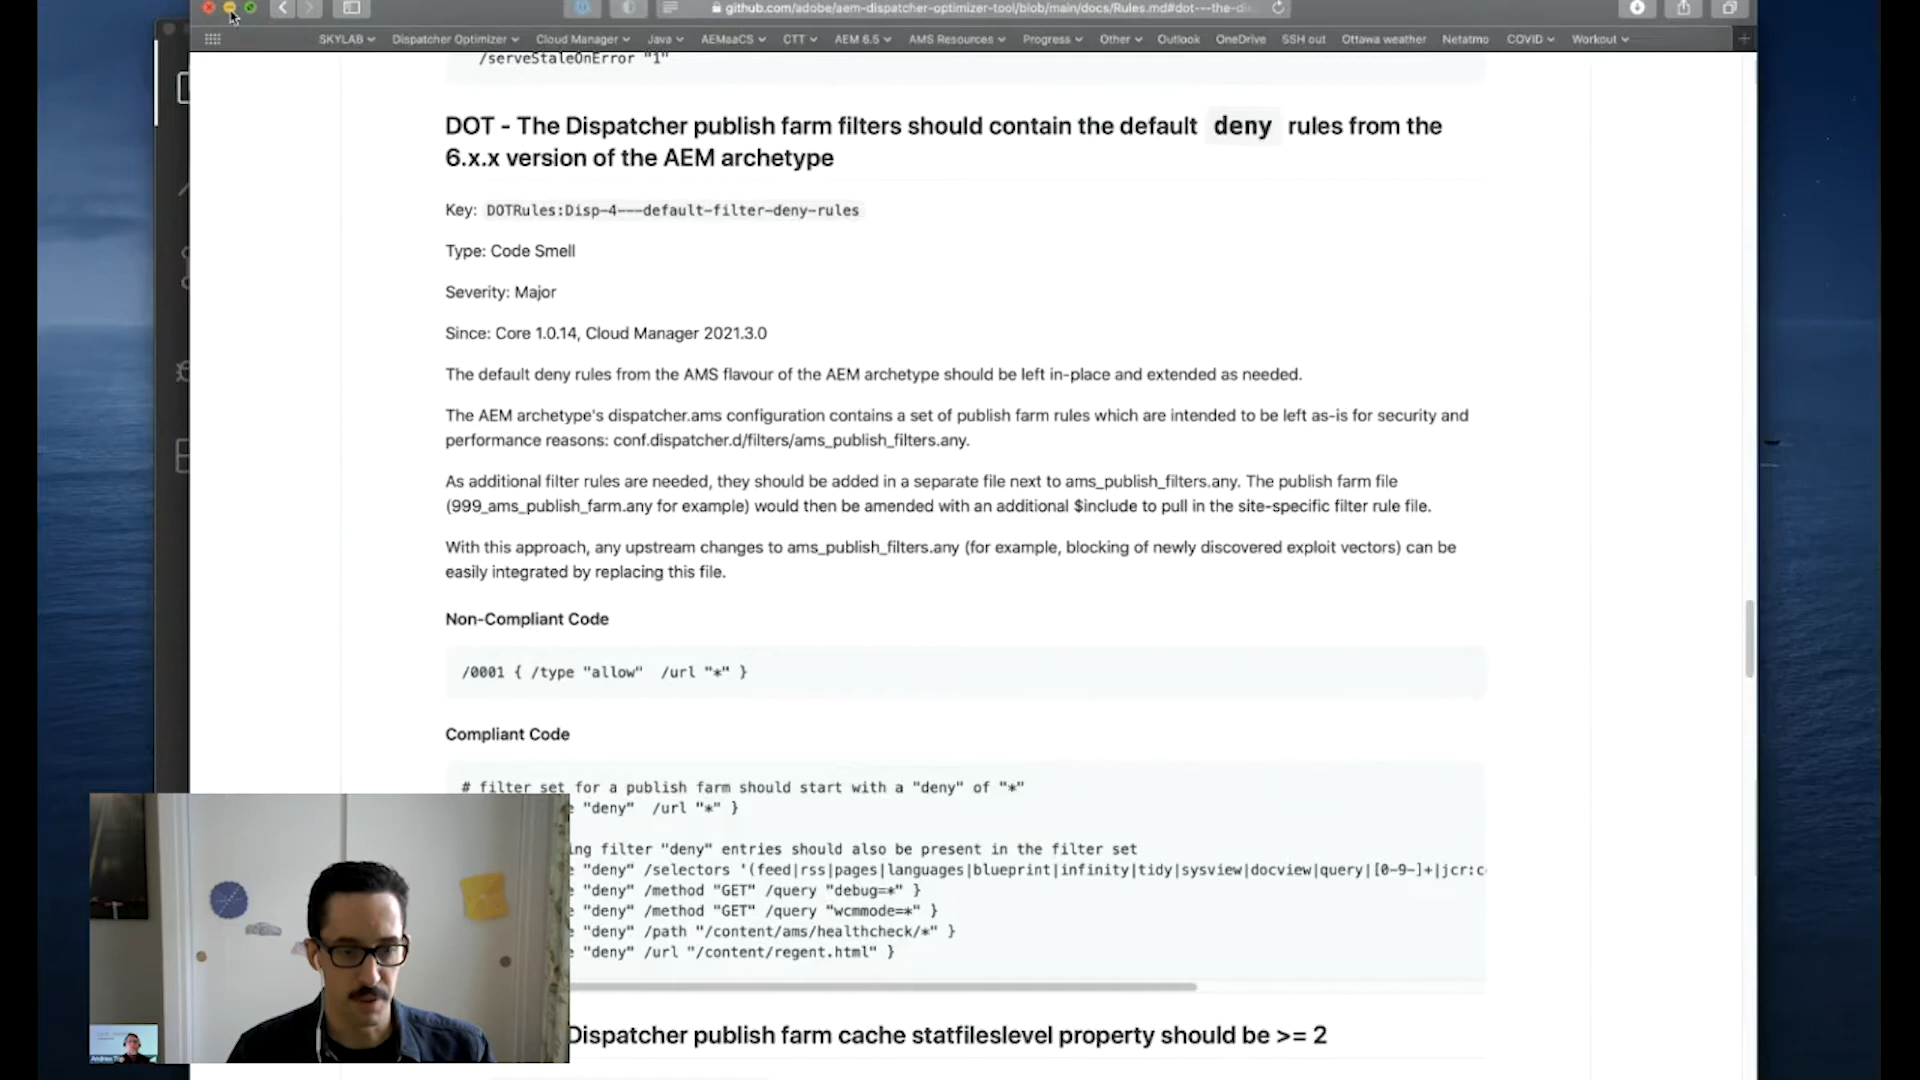 github.com/adobe/aem-dispatcher-optimizer-tool/blob/main/docs/Rules.md#dot---the-di
SKYLAB Dispatcher Optimizer Cloud Manager Java AEMaaCS CTT AEM 6.5 AMS Resources Progress Other Outlook OneDrive SSH out Ottawa weather Netatmo COVID Workout
/serveStaleOnError "1"
DOT - The Dispatcher publish farm filters should contain the default deny rules from the
6.x.x version of the AEM archetype
Key: DOTRules:Disp-4---default-filter-deny-rules
Type: Code Smell
Severity: Major
Since: Core 1.0.14, Cloud Manager 2021.3.0
The default deny rules from the AMS flavour of the AEM archetype should be left in-place and extended as needed.
The AEM archetype's dispatcher.ams configuration contains a set of publish farm rules which are intended to be left as-is for security and
performance reasons: conf.dispatcher.d/filters/ams_publish_filters.any.
As additional filter rules are needed, they should be added in a separate file next to ams_publish_filters.any. The publish farm file
(999_ams_publish_farm.any for example) would then be amended with an additional $include to pull in the site-specific filter rule file.
With this approach, any upstream changes to ams_publish_filters.any (for example, blocking of newly discovered exploit vectors) can be
easily integrated by replacing this file.
Non-Compliant Code
/0001 { /type "allow" /url "*" }
Compliant Code
# filter set for a publish farm should start with a "deny" of "*"
"deny" /url "*" }
ng filter "deny" entries should also be present in the filter set
"deny" /selectors '(feed|rss|pages|languages|blueprint|infinity|tidy|sysview|docview|query|[0-9-]+|jcr:c
"deny" /method "GET" /query "debug=*" }
"deny" /method "GET" /query "wcmmode=*" }
"deny" /path "/content/ams/healthcheck/*" }
"deny" /url "/content/regent.html" }
Dispatcher publish farm cache statfileslevel property should be >= 2